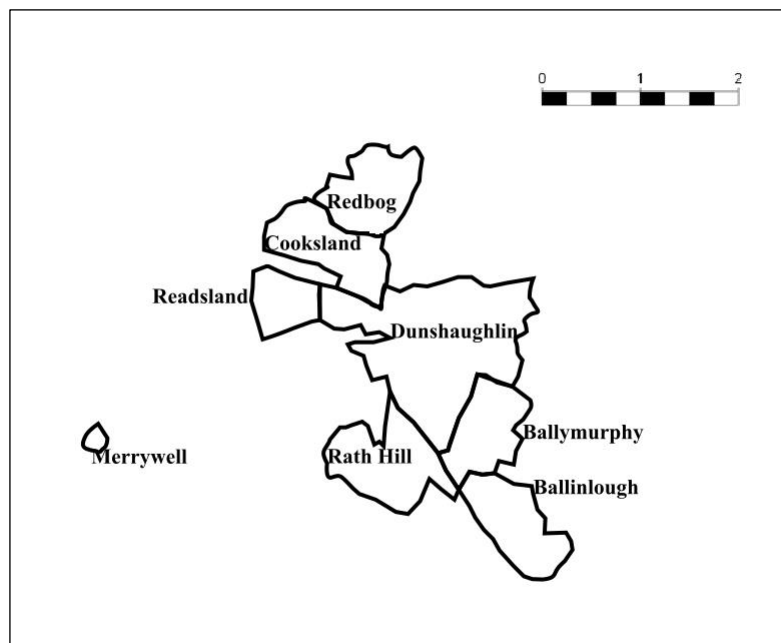 0 1 2
Redbog
Cooksland
Readsland
Dunshaughlin
Ballymurphy
Merrywell
Rath Hill
Ballinlough